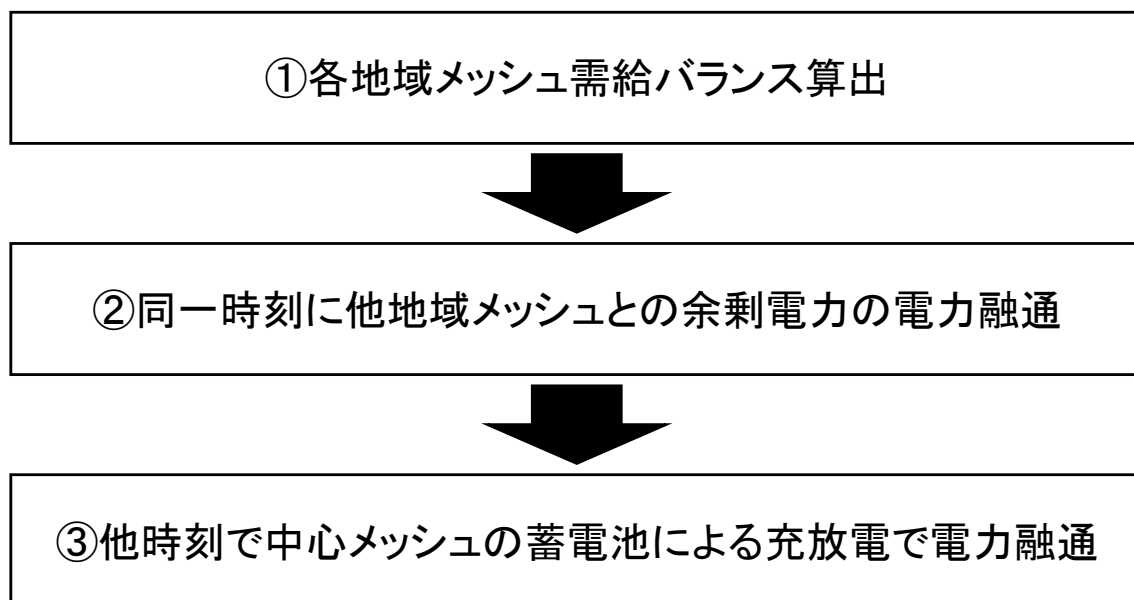 ①各地域メッシュ需給バランス算出
②同一時刻に他地域メッシュとの余剰電力の電力融通
③他時刻で中心メッシュの蓄電池による充放電で電力融通